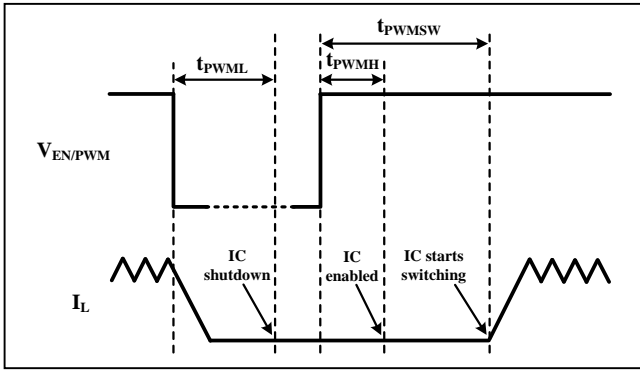 tPWMSW
tPWML
tPWMH
VEN/PWM
IC
shutdown
IC
enabled
IC starts
switching
IL